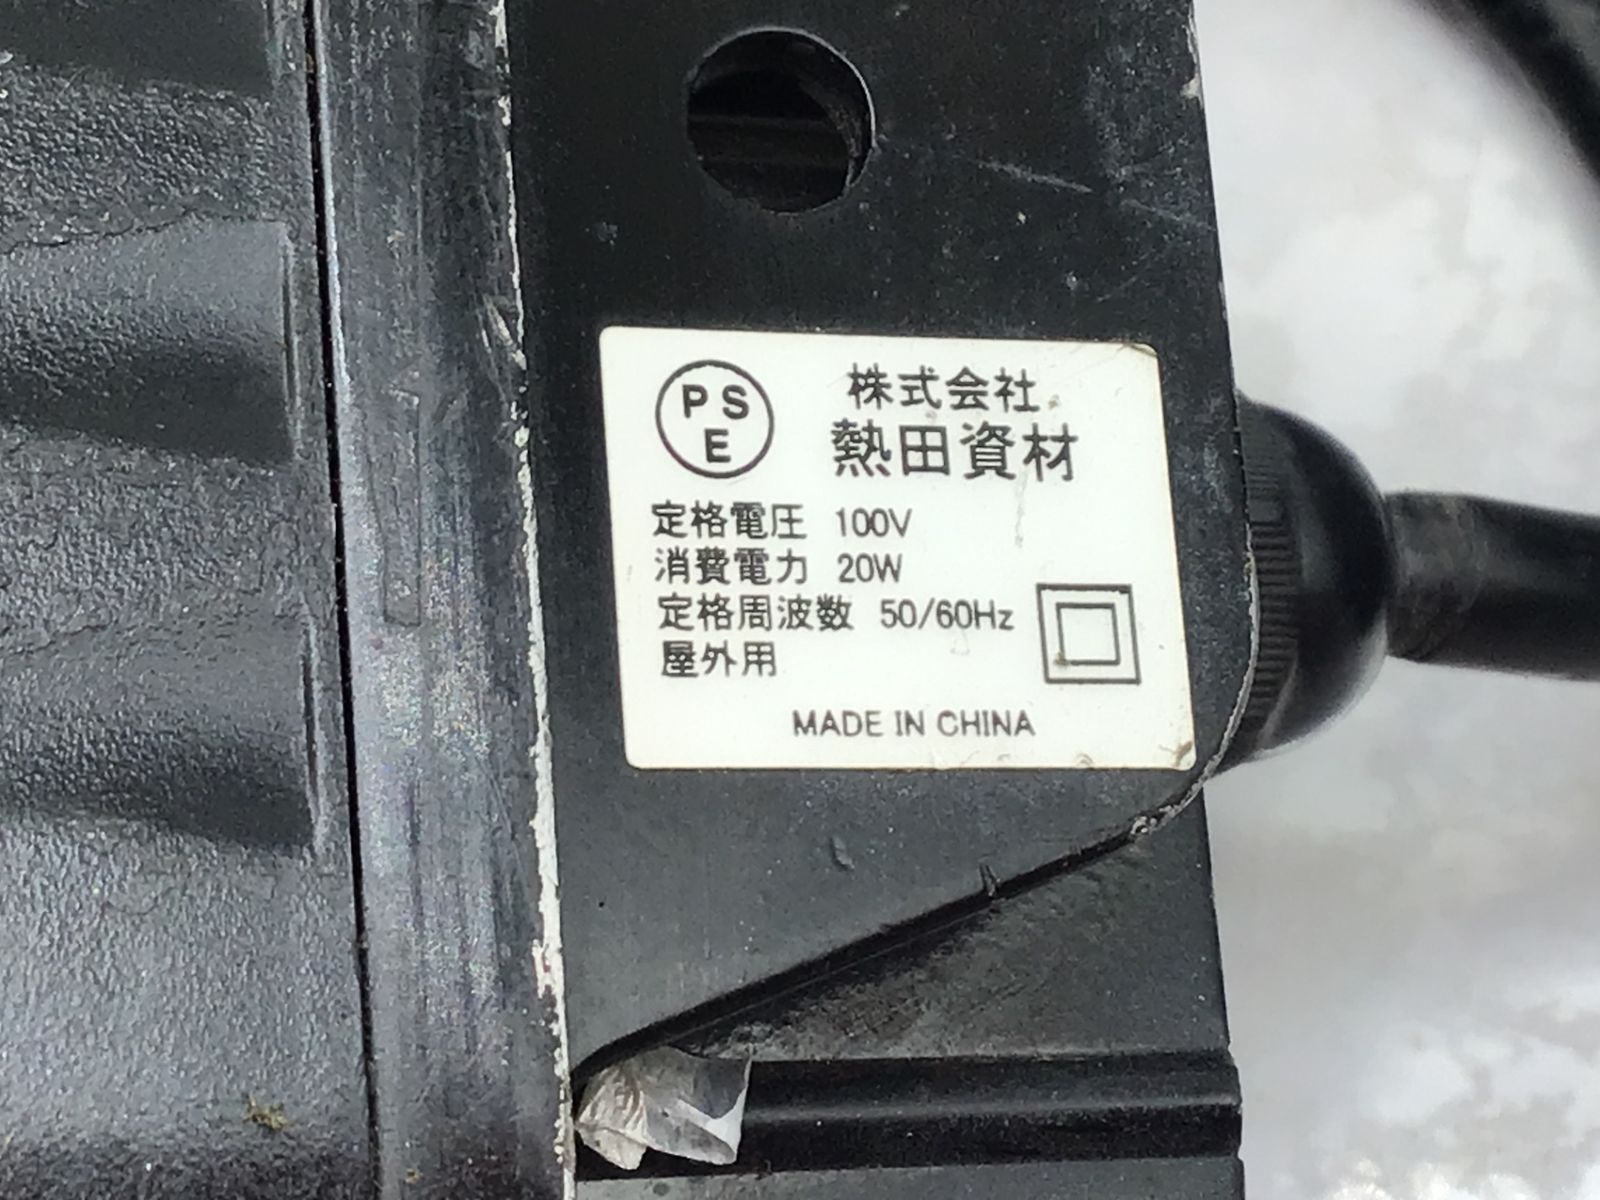 PS
E
株式会社
熱田資材
定格電圧 100V
消費電力 20W
定格周波数 50/60Hz
屋外用
MADE IN CHINA